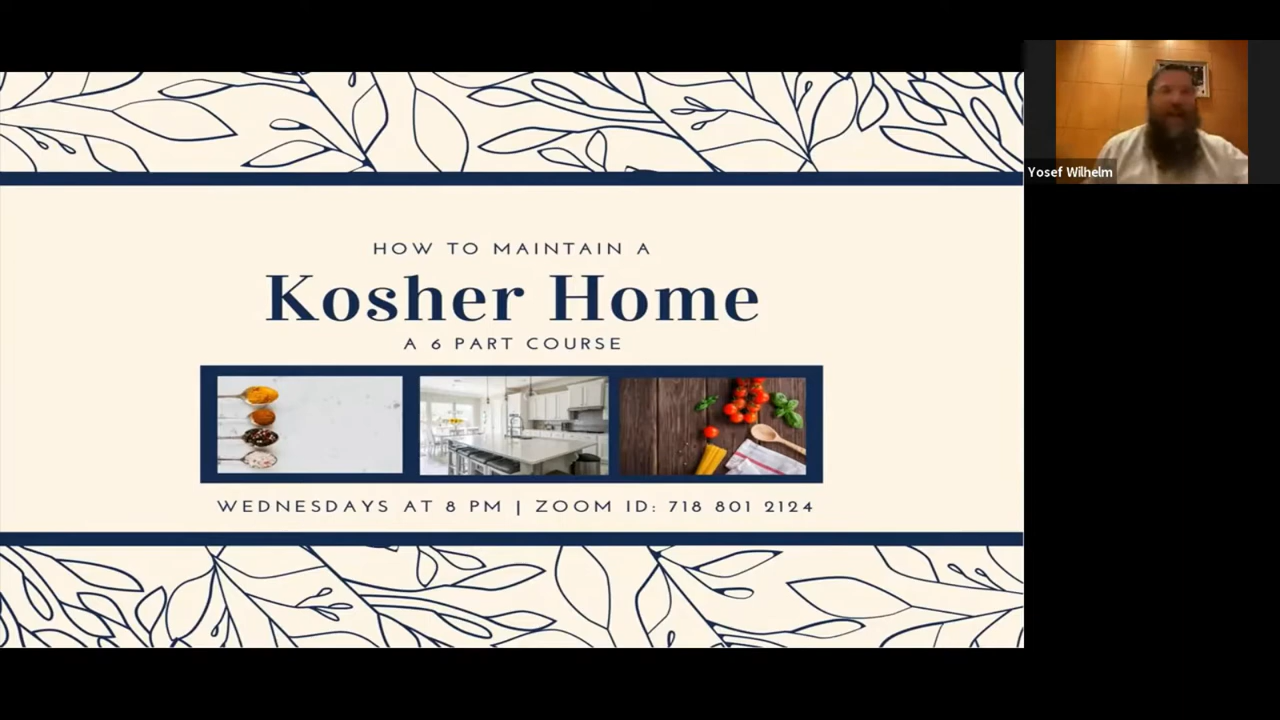 HOW TO MAINTAIN A
Kosher Home
A 6 PART COURSE
WEDNESDAYS AT 8 PM | ZOOM ID: 718 801 2124
Yosef Wilhelm